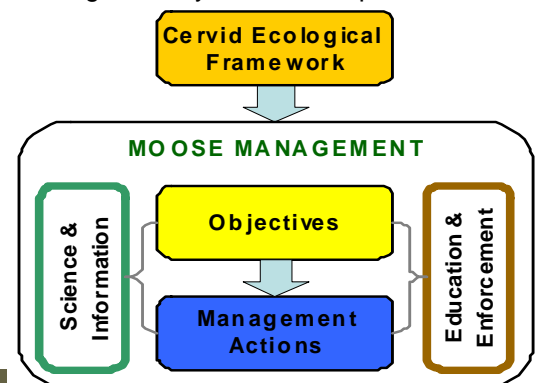 Cervid Ecological
Framework
MOOSE MANAGEMENT
Science &
Information
Objectives
Management
Actions
Education &
Enforcement